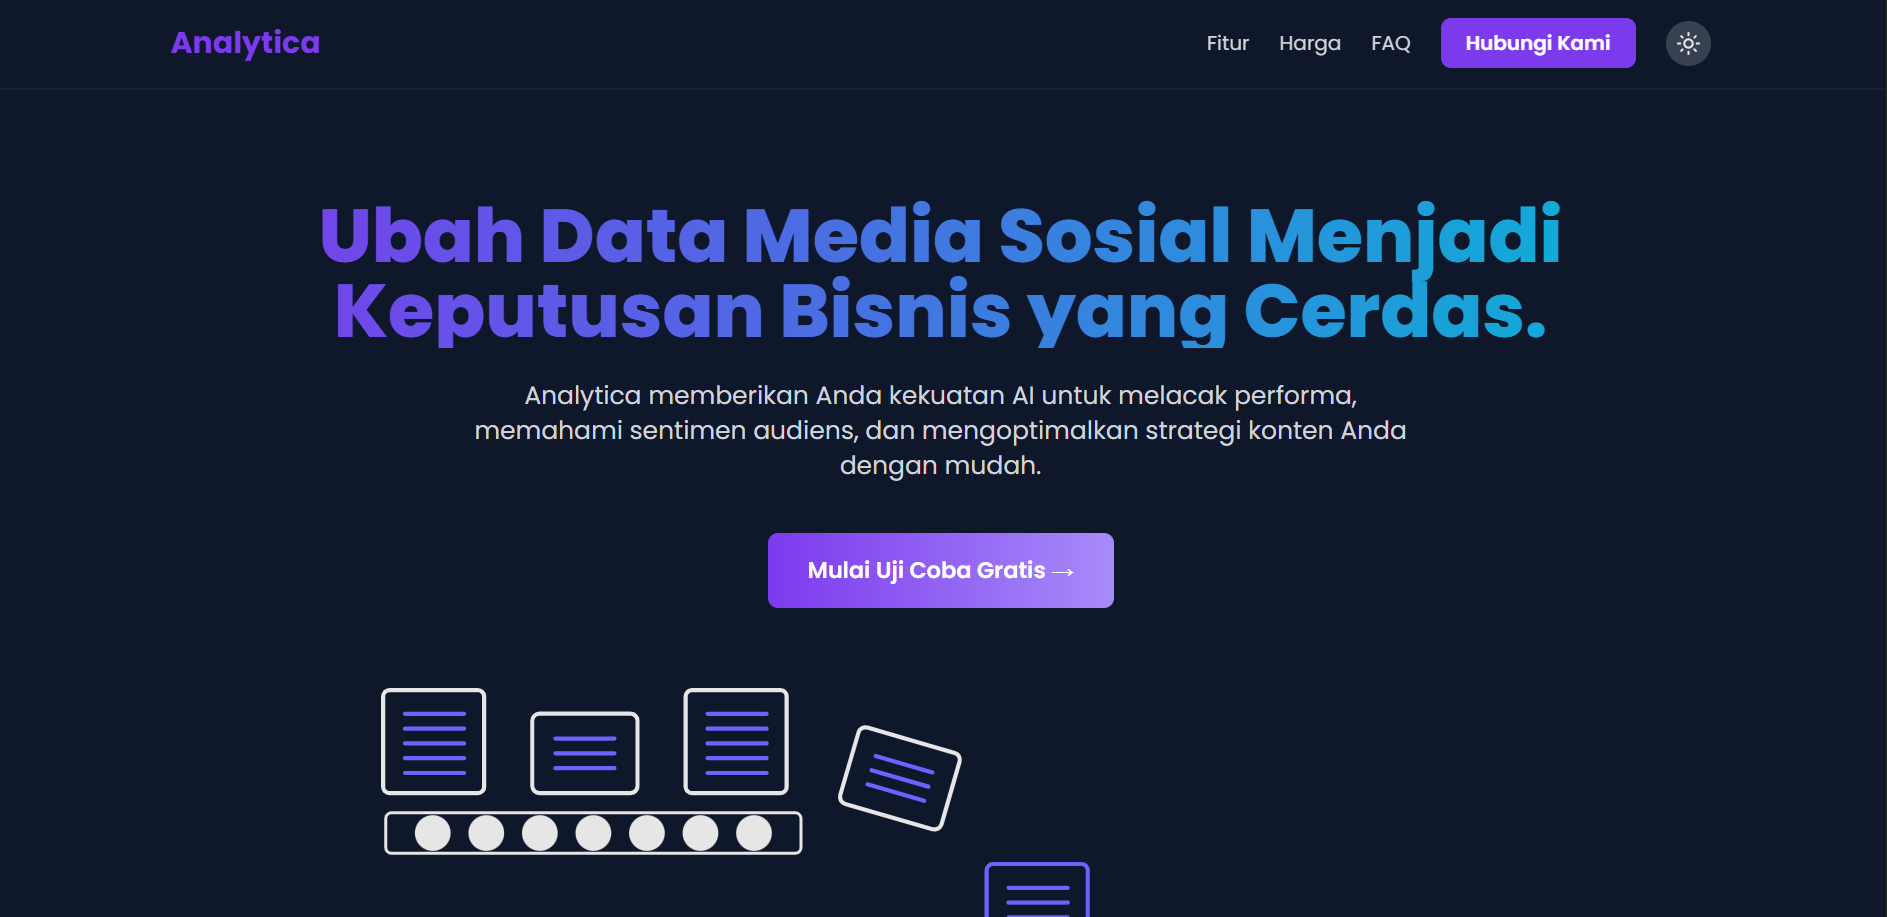 Analytica
Fitur
Harga
FAQ
Hubungi Kami
Ubah Data Media Sosial Menjadi
Keputusan Bisnis yang Cerdas.
Analytica memberikan Anda kekuatan AI untuk melacak performa,
memahami sentimen audiens, dan mengoptimalkan strategi konten Anda
dengan mudah.
Mulai Uji Coba Gratis →